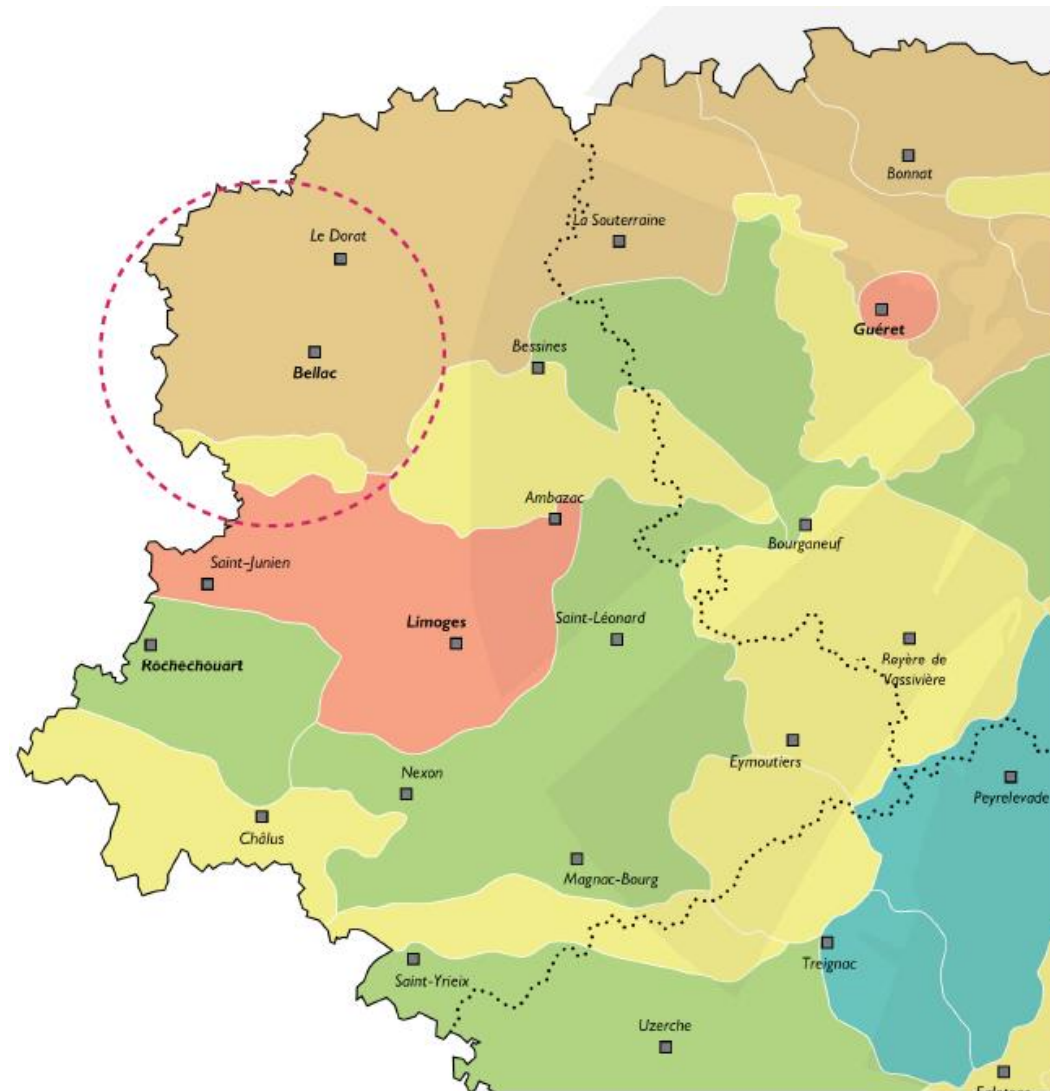 Bonnat
La Souterraine
Le Dorat
Guéret
Bessines
Bellac
Ambazac
Bourganeuf
Saint-Junien
Saint-Léonard
Limoges
Rochechouart
Rayère de
Vassivière
Eymoutiers
Nexon
Peyrelevade
Châlus
Magnac-Bourg
Treignac
Saint-Yrieix
Uzerche